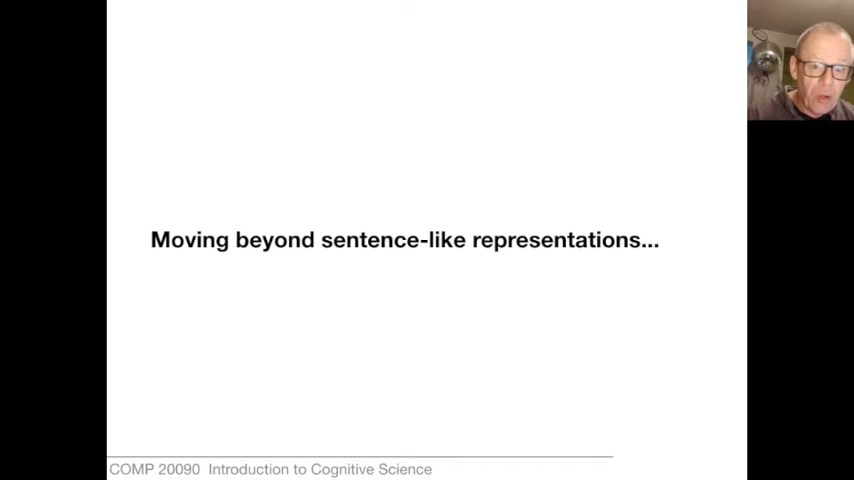 Moving beyond sentence-like representations...
COMP 20090 Introduction to Cognitive Science